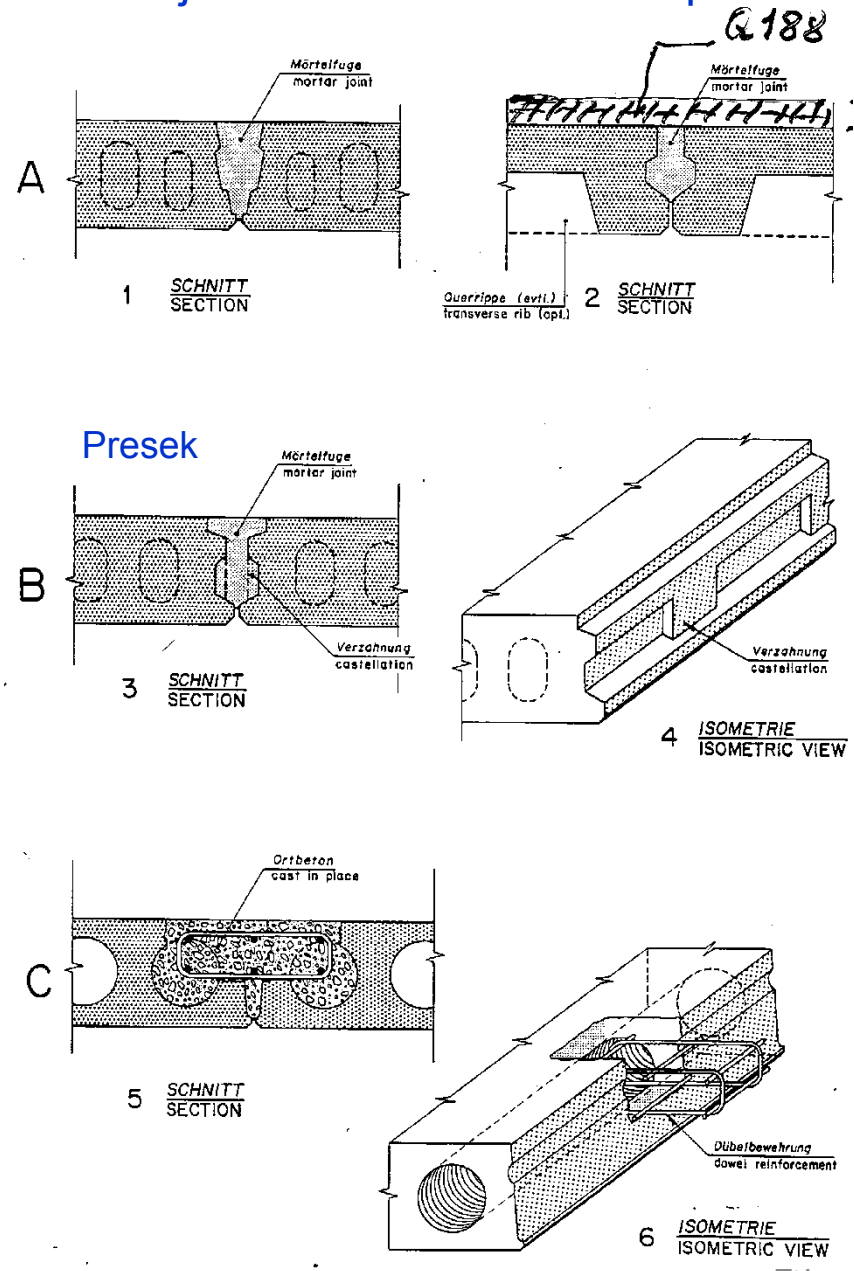 Q188
Mörtelfuge
mortar joint
Mörtelfuge
mortar joint
A
1 SCHNITT
SECTION
Querrippe (evtl.)
transverse rib (opt.)
2 SCHNITT
SECTION
Presek
Mörtelfuge
mortar joint
B
Verzahnung
castellation
3 SCHNITT
SECTION
Verzahnung
castellation
4 ISOMETRIE
ISOMETRIC VIEW
Ortbeton
cast in place
C
5 SCHNITT
SECTION
Dübelbewehrung
dowel reinforcement
6 ISOMETRIE
ISOMETRIC VIEW